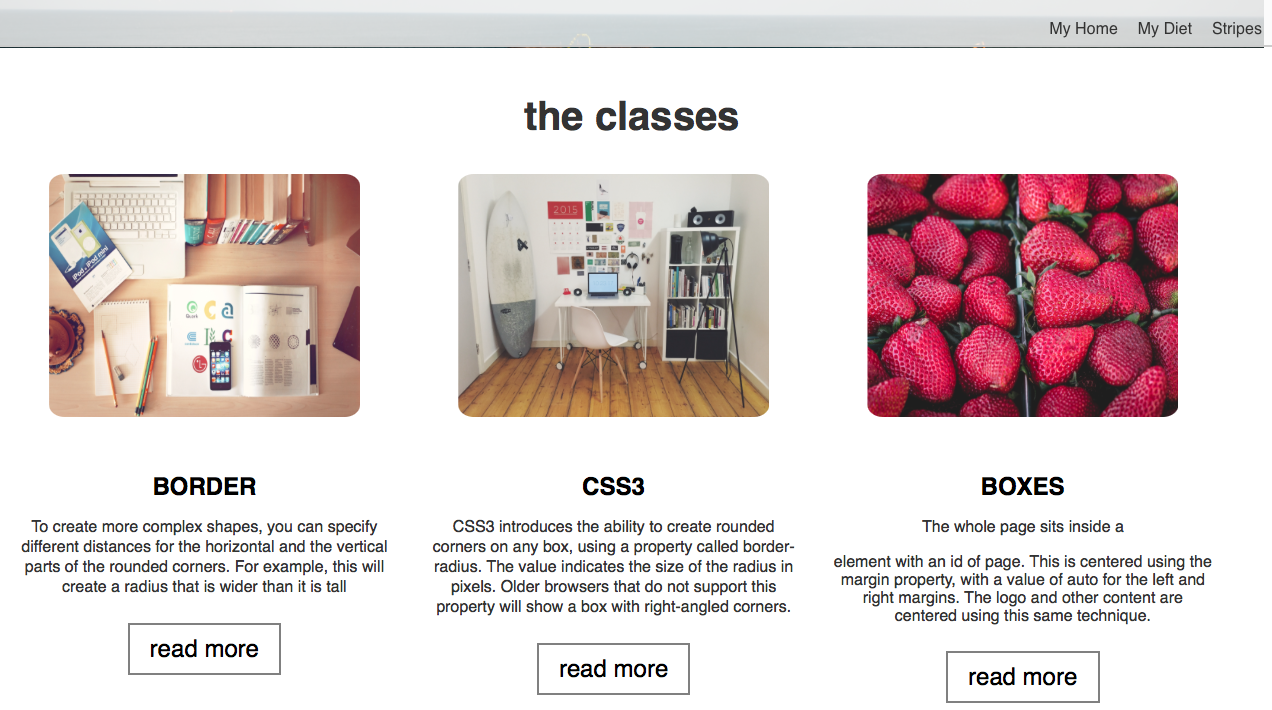 My Home My Diet Stripes
the classes
iPod & iPod mini
2015
Quark
LG
BORDER
To create more complex shapes, you can specify
different distances for the horizontal and the vertical
parts of the rounded corners. For example, this will
create a radius that is wider than it is tall
read more
CSS3
CSS3 introduces the ability to create rounded
corners on any box, using a property called border-
radius. The value indicates the size of the radius in
pixels. Older browsers that do not support this
property will show a box with right-angled corners.
read more
BOXES
The whole page sits inside a
element with an id of page. This is centered using the
margin property, with a value of auto for the left and
right margins. The logo and other content are
centered using this same technique.
read more